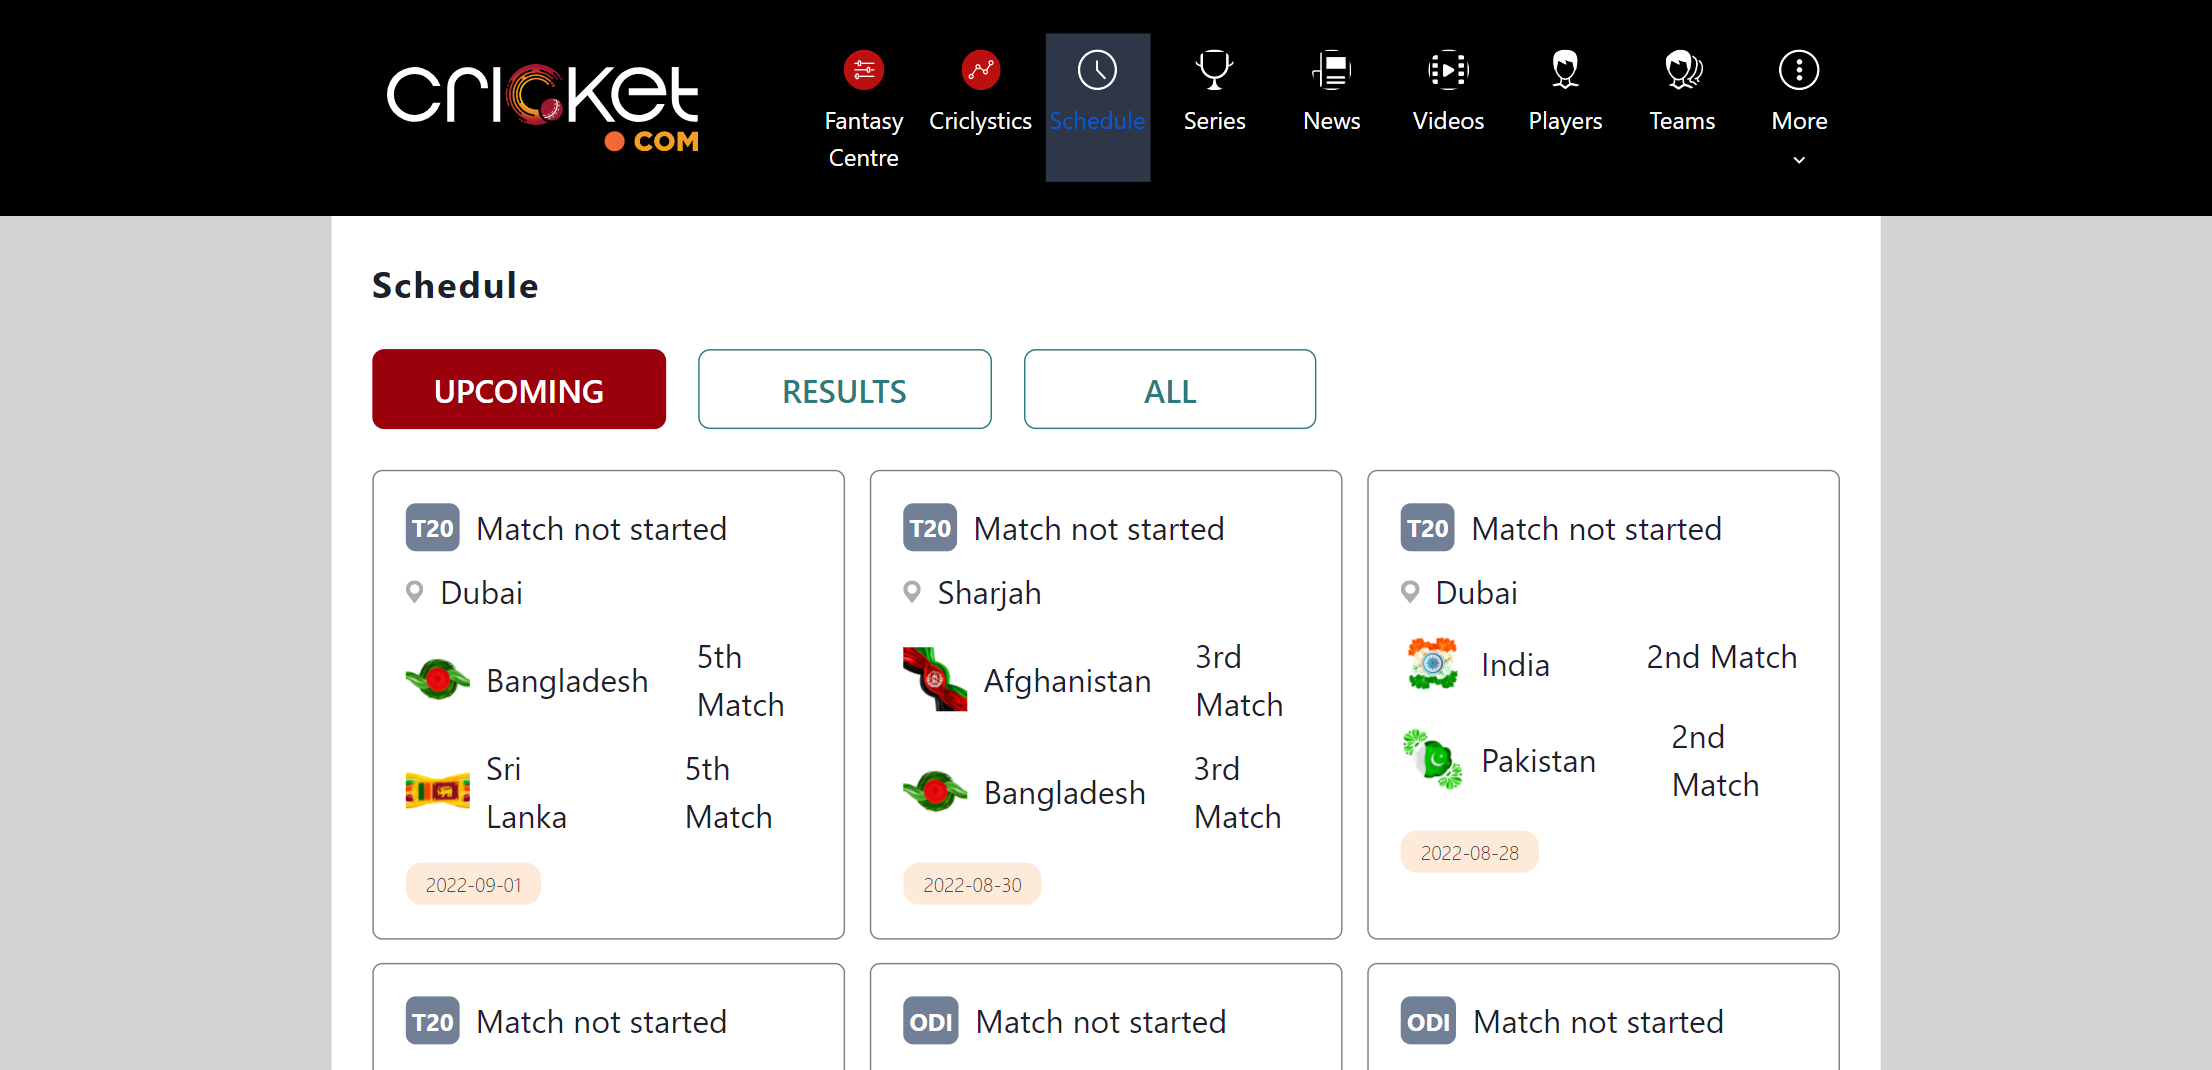 cricket
.COM
Fantasy Centre
Criclystics
Schedule
Series
News
Videos
Players
Teams
More
Schedule
UPCOMING
RESULTS
ALL
T20 Match not started
Dubai
Bangladesh
5th Match
Sri Lanka
5th Match
2022-09-01
T20 Match not started
Sharjah
Afghanistan
3rd Match
Bangladesh
3rd Match
2022-08-30
T20 Match not started
Dubai
India
2nd Match
Pakistan
2nd Match
2022-08-28
T20 Match not started
ODI Match not started
ODI Match not started